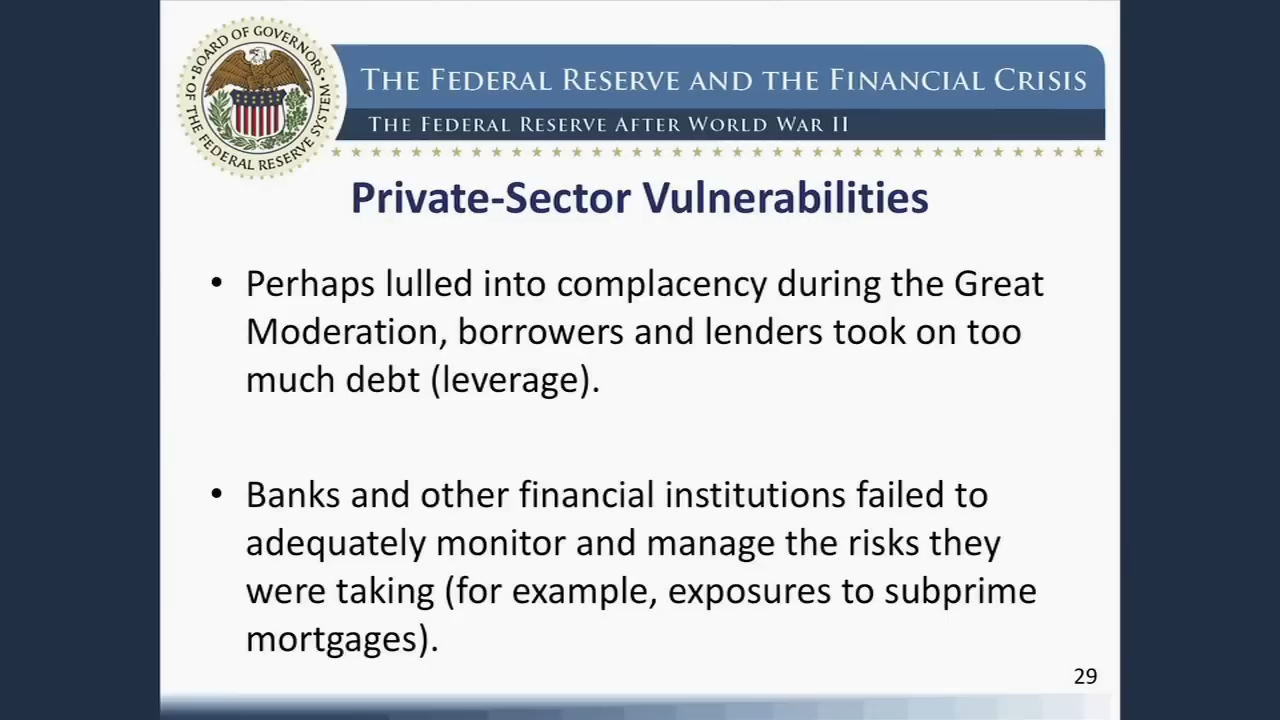 BOARD OF GOVERNORS OF THE FEDERAL RESERVE SYSTEM
THE FEDERAL RESERVE AND THE FINANCIAL CRISIS
THE FEDERAL RESERVE AFTER WORLD WAR II
Private-Sector Vulnerabilities
• Perhaps lulled into complacency during the Great
Moderation, borrowers and lenders took on too
much debt (leverage).
• Banks and other financial institutions failed to
adequately monitor and manage the risks they
were taking (for example, exposures to subprime
mortgages).
29